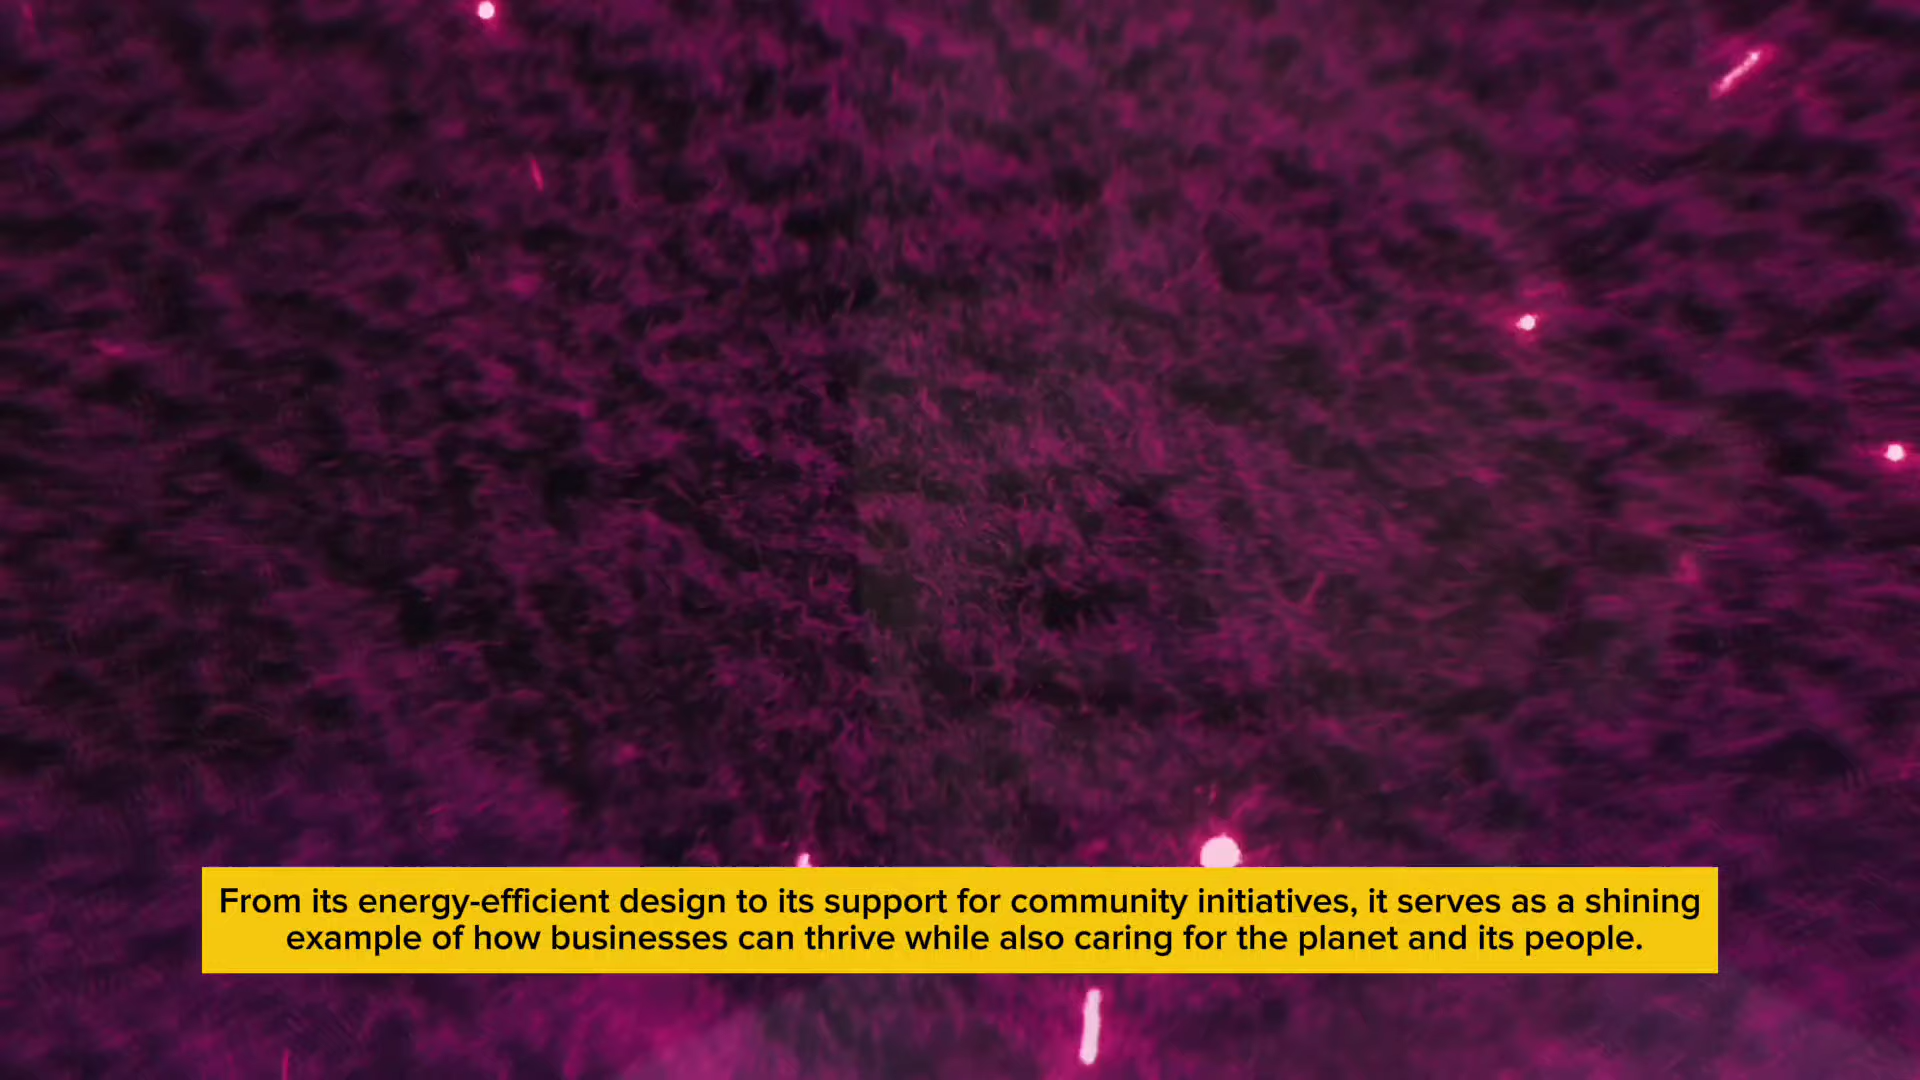 From its energy-efficient design to its support for community initiatives, it serves as a shining
example of how businesses can thrive while also caring for the planet and its people.